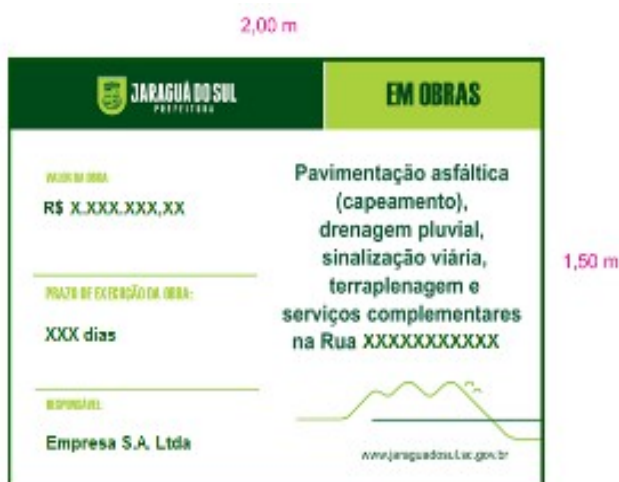 2,00 m
JARAGUÁ DO SUL
PREFEITURA
EM OBRAS
VALOR DA OBRA:
R$ X.XXX.XXX,XX
PRAZO DE EXECUÇÃO DA OBRA:
XXX dias
RESPONSÁVEL:
Empresa S.A. Ltda
Pavimentação asfáltica
(capeamento),
drenagem pluvial,
sinalização viária,
terraplenagem e
serviços complementares
na Rua XXXXXXXXXXX
www.jaraguadosul.sc.gov.br
1,50 m